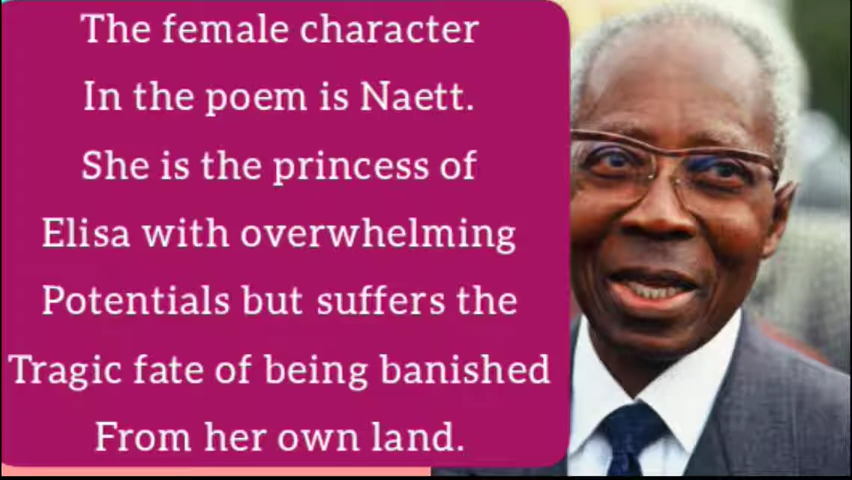 The female character
In the poem is Naett.
She is the princess of
Elisa with overwhelming
Potentials but suffers the
Tragic fate of being banished
From her own land.